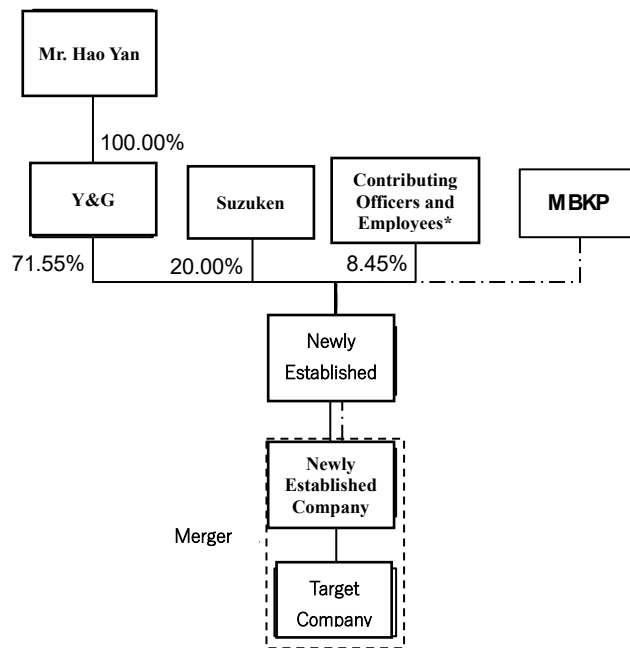 Mr. Hao Yan
100.00%
Y&G
Suzuken
Contributing
Officers and
Employees*
MBKP
71.55%
20.00%
8.45%
Newly
Established
Newly
Established
Company
Merger
Target
Company